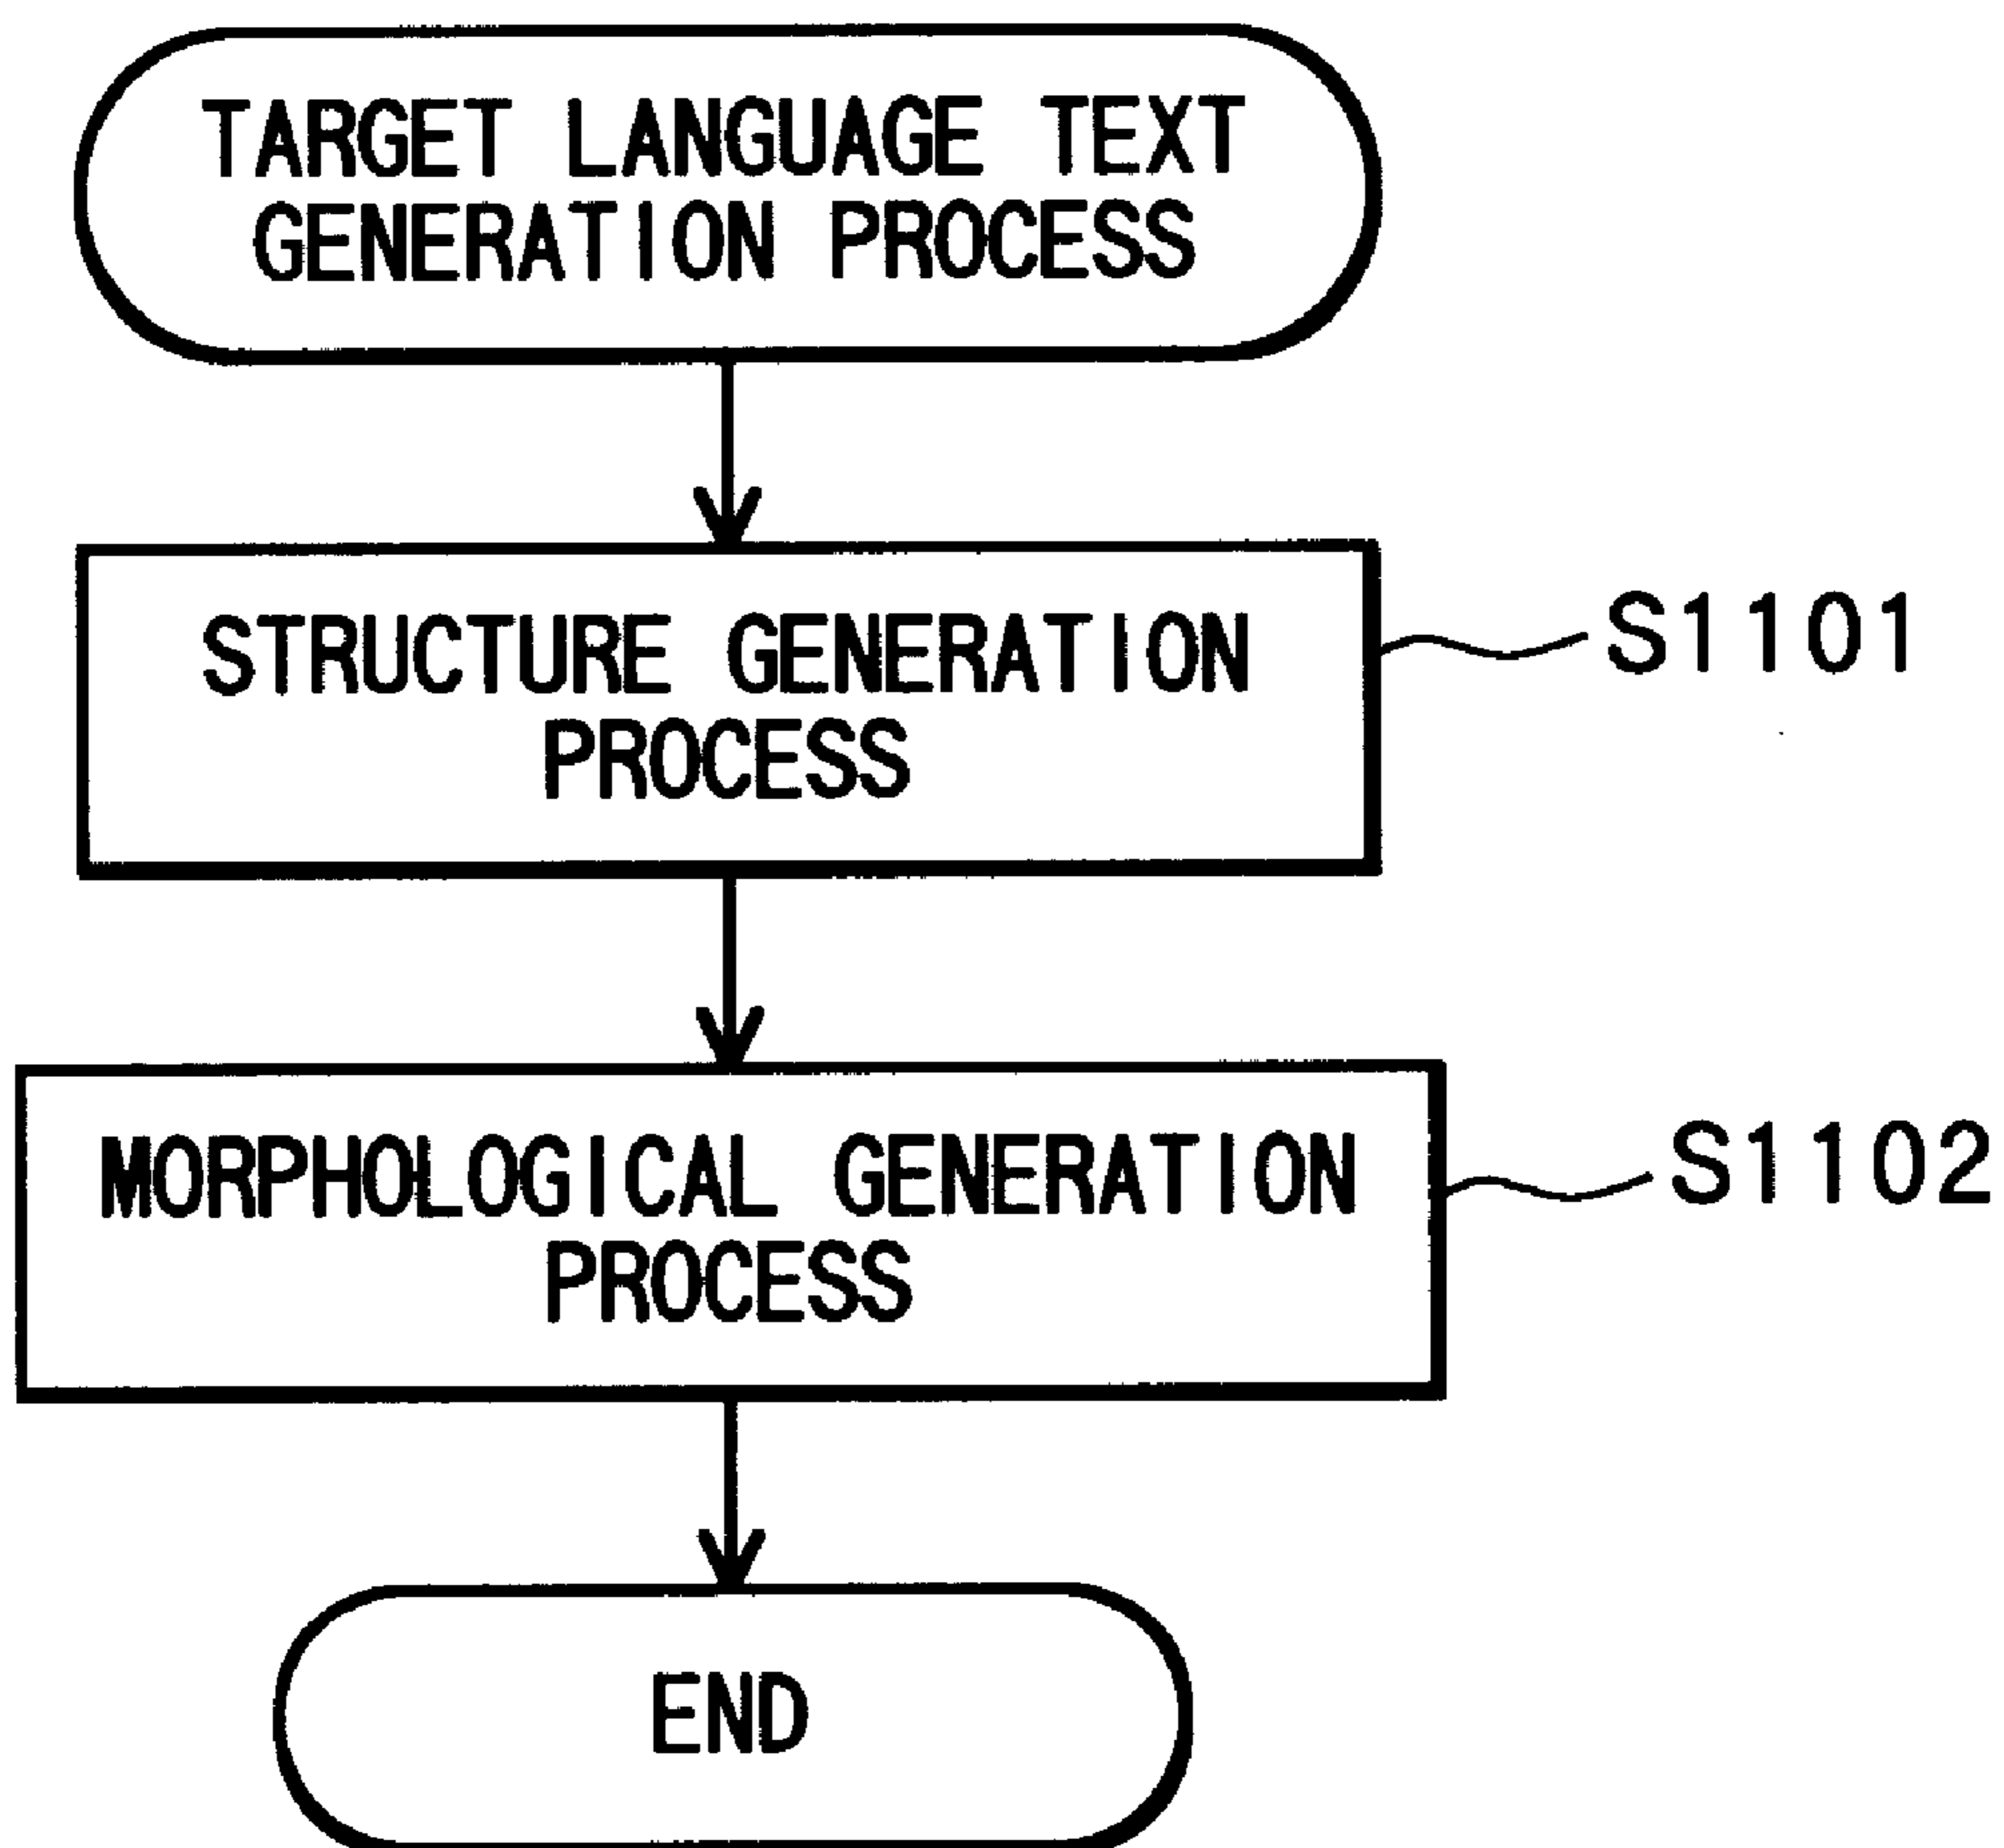 TARGET LANGUAGE TEXT
GENERATION PROCESS
STRUCTURE GENERATION
PROCESS
S1101
MORPHOLOGICAL GENERATION
PROCESS
S1102
END